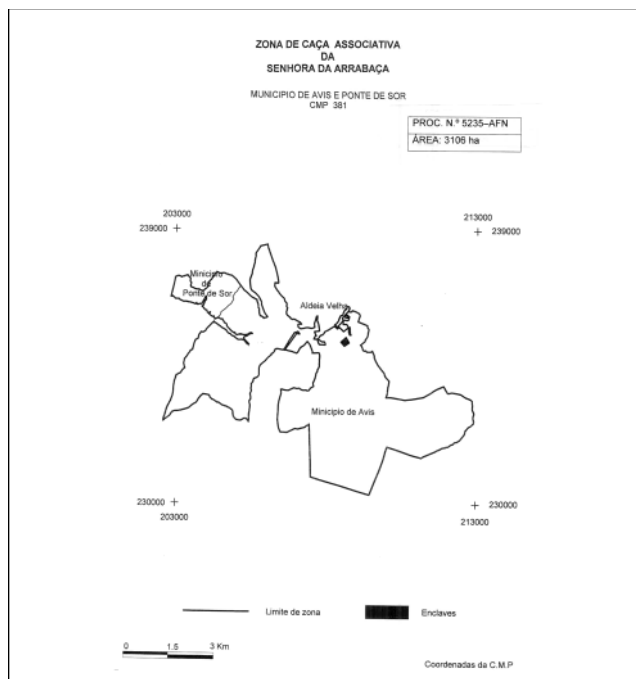 ZONA DE CAÇA ASSOCIATIVA
DA
SENHORA DA ARRABAÇA
MUNICIPIO DE AVIS E PONTE DE SOR
CMP 381
PROC. N.º 5235–AFN
ÁREA: 3106 ha
203000
239000
213000
239000
Minicipio
de
Ponte de Sor
Aldeia Velha
Minicipio de Avis
230000
203000
230000
213000
Limite de zona
Enclaves
0 1.5 3 Km
Coordenadas da C.M.P